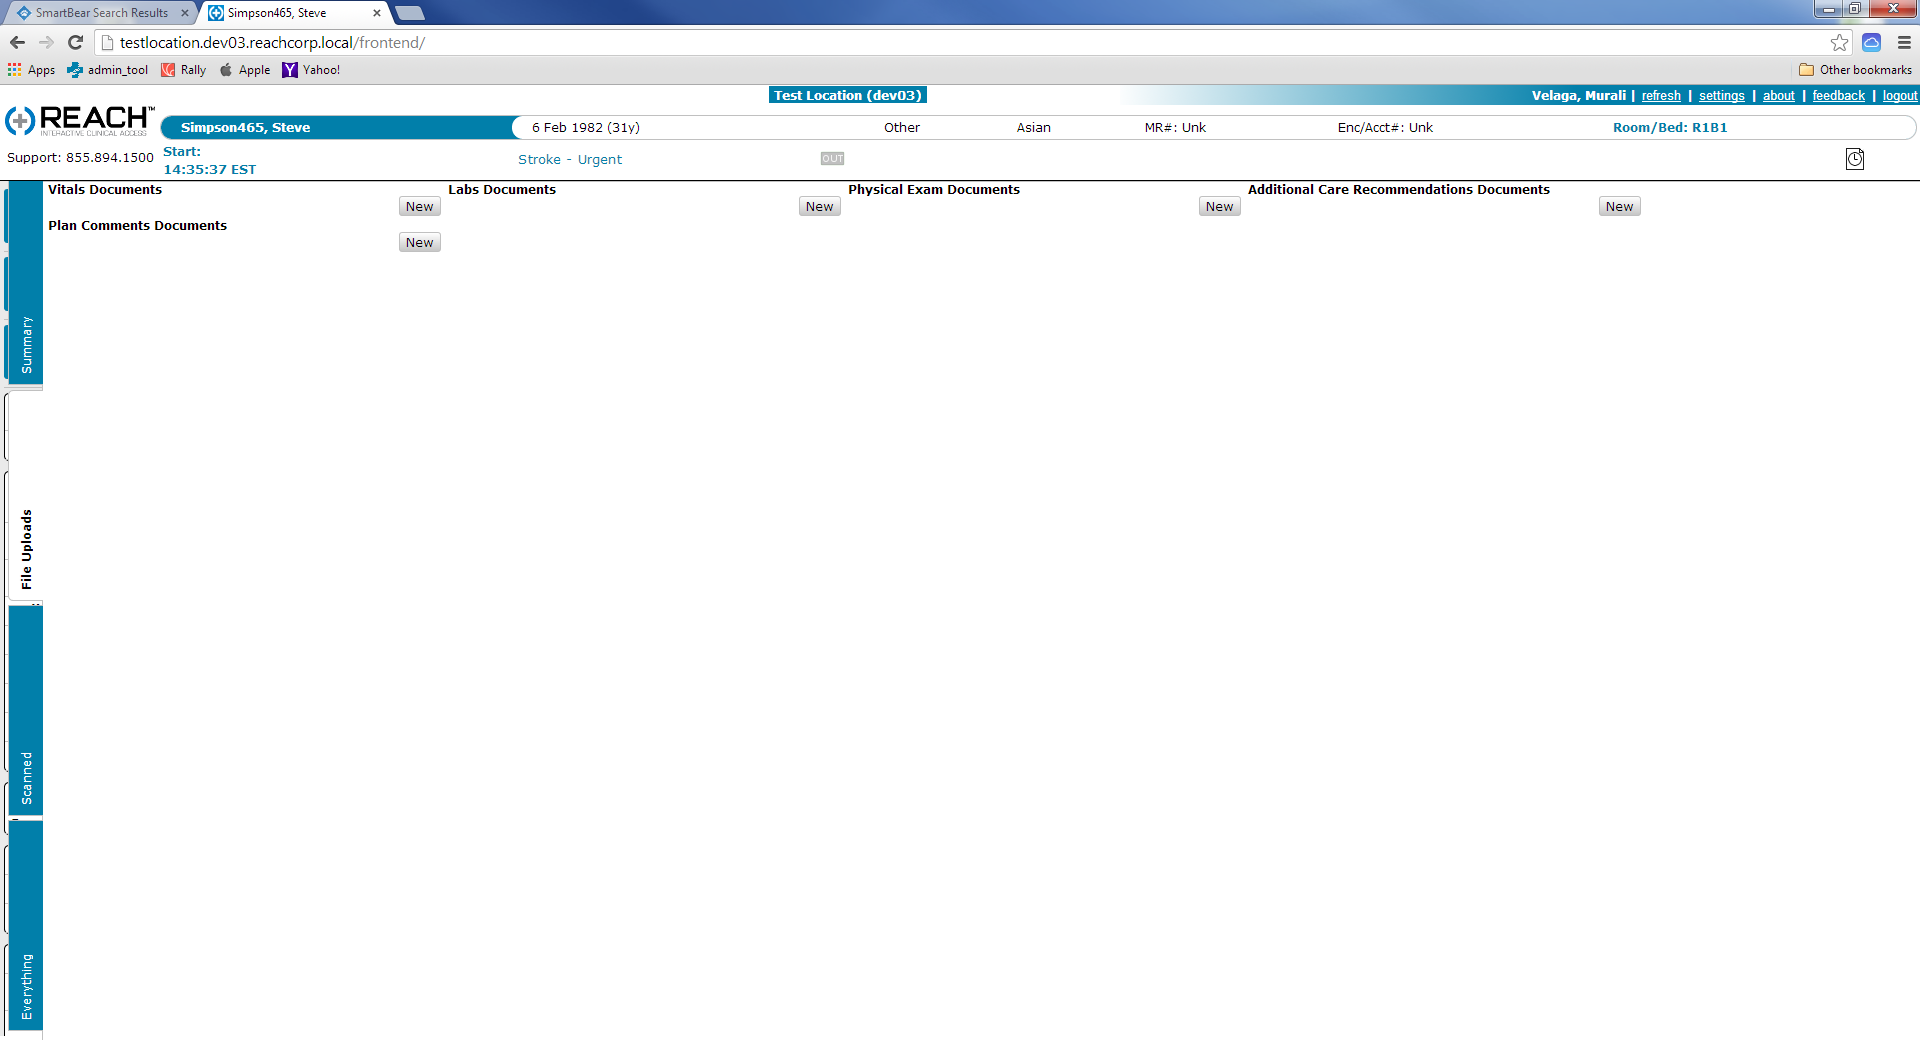 SmartBear Search Results
Simpson465, Steve
testlocation.dev03.reachcorp.local/frontend/
Apps admin_tool Rally Apple Yahoo! Other bookmarks
Test Location (dev03) Velaga, Murali | refresh | settings | about | feedback | logout
REACH™
INTERACTIVE CLINICAL ACCESS
Simpson465, Steve 6 Feb 1982 (31y) Other Asian MR#: Unk Enc/Acct#: Unk Room/Bed: R1B1
Support: 855.894.1500
Start:
14:35:37 EST
Stroke - Urgent
OUT
Vitals Documents Labs Documents Physical Exam Documents Additional Care Recommendations Documents
New New New New
Plan Comments Documents
New
Summary
File Uploads
Scanned
Everything